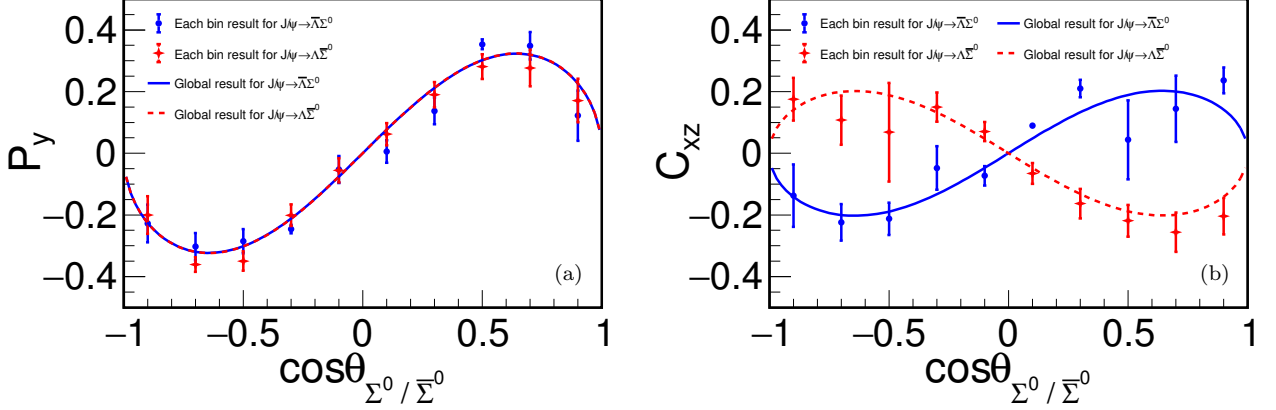 Each bin result for J/ψ→Λ̅Σ⁰
Each bin result for J/ψ→ΛΣ̅⁰
Global result for J/ψ→Λ̅Σ⁰
Global result for J/ψ→ΛΣ̅⁰
P_y
0.4
0.2
0
−0.2
−0.4
(a)
−1 −0.5 0 0.5 1
cosθ_Σ⁰ / Σ̅⁰
Each bin result for J/ψ→Λ̅Σ⁰ Global result for J/ψ→Λ̅Σ⁰
Each bin result for J/ψ→ΛΣ̅⁰ Global result for J/ψ→ΛΣ̅⁰
C_xz
0.4
0.2
0
−0.2
−0.4
(b)
−1 −0.5 0 0.5 1
cosθ_Σ⁰ / Σ̅⁰